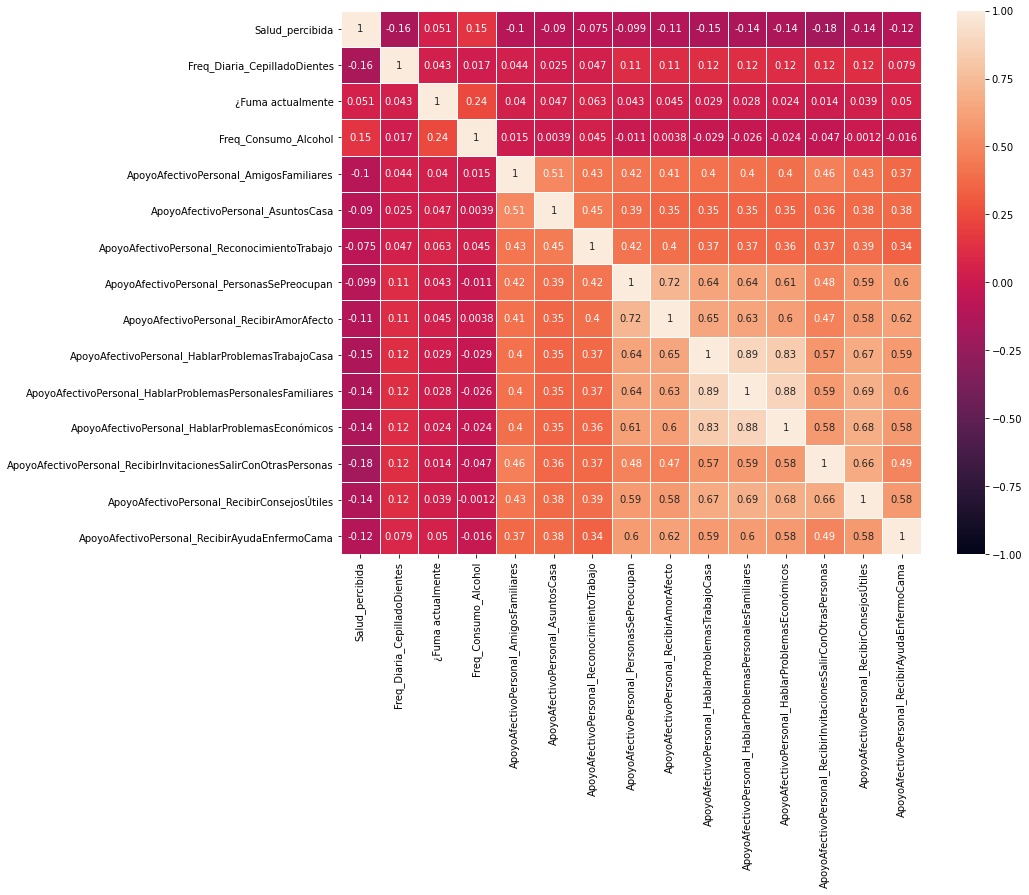 Salud_percibida 1 -0.16 0.051 0.15 -0.1 -0.09 -0.075 -0.099 -0.11 -0.15 -0.14 -0.14 -0.18 -0.14 -0.12
Freq_Diaria_CepilladoDientes -0.16 1 0.043 0.017 0.044 0.025 0.047 0.11 0.11 0.12 0.12 0.12 0.12 0.12 0.079
¿Fuma actualmente 0.051 0.043 1 0.24 0.04 0.047 0.063 0.043 0.045 0.029 0.028 0.024 0.014 0.039 0.05
Freq_Consumo_Alcohol 0.15 0.017 0.24 1 0.015 0.0039 0.045 -0.011 0.0038 -0.029 -0.026 -0.024 -0.047 -0.0012 -0.016
ApoyoAfectivoPersonal_AmigosFamiliares -0.1 0.044 0.04 0.015 1 0.51 0.43 0.42 0.41 0.4 0.4 0.4 0.46 0.43 0.37
ApoyoAfectivoPersonal_AsuntosCasa -0.09 0.025 0.047 0.0039 0.51 1 0.45 0.39 0.35 0.35 0.35 0.35 0.36 0.38 0.38
ApoyoAfectivoPersonal_ReconocimientoTrabajo -0.075 0.047 0.063 0.045 0.43 0.45 1 0.42 0.4 0.37 0.37 0.36 0.37 0.39 0.34
ApoyoAfectivoPersonal_PersonasSePreocupan -0.099 0.11 0.043 -0.011 0.42 0.39 0.42 1 0.72 0.64 0.64 0.61 0.48 0.59 0.6
ApoyoAfectivoPersonal_RecibirAmorAfecto -0.11 0.11 0.045 0.0038 0.41 0.35 0.4 0.72 1 0.65 0.63 0.6 0.47 0.58 0.62
ApoyoAfectivoPersonal_HablarProblemasTrabajoCasa -0.15 0.12 0.029 -0.029 0.4 0.35 0.37 0.64 0.65 1 0.89 0.83 0.57 0.67 0.59
ApoyoAfectivoPersonal_HablarProblemasPersonalesFamiliares -0.14 0.12 0.028 -0.026 0.4 0.35 0.37 0.64 0.63 0.89 1 0.88 0.59 0.69 0.6
ApoyoAfectivoPersonal_HablarProblemasEconómicos -0.14 0.12 0.024 -0.024 0.4 0.35 0.36 0.61 0.6 0.83 0.88 1 0.58 0.68 0.58
ApoyoAfectivoPersonal_RecibirInvitacionesSalirConOtrasPersonas -0.18 0.12 0.014 -0.047 0.46 0.36 0.37 0.48 0.47 0.57 0.59 0.58 1 0.66 0.49
ApoyoAfectivoPersonal_RecibirConsejosÚtiles -0.14 0.12 0.039 -0.0012 0.43 0.38 0.39 0.59 0.58 0.67 0.69 0.68 0.66 1 0.58
ApoyoAfectivoPersonal_RecibirAyudaEnfermoCama -0.12 0.079 0.05 -0.016 0.37 0.38 0.34 0.6 0.62 0.59 0.6 0.58 0.49 0.58 1
Salud_percibida
Freq_Diaria_CepilladoDientes
¿Fuma actualmente
Freq_Consumo_Alcohol
ApoyoAfectivoPersonal_AmigosFamiliares
ApoyoAfectivoPersonal_AsuntosCasa
ApoyoAfectivoPersonal_ReconocimientoTrabajo
ApoyoAfectivoPersonal_PersonasSePreocupan
ApoyoAfectivoPersonal_RecibirAmorAfecto
ApoyoAfectivoPersonal_HablarProblemasTrabajoCasa
ApoyoAfectivoPersonal_HablarProblemasPersonalesFamiliares
ApoyoAfectivoPersonal_HablarProblemasEconómicos
ApoyoAfectivoPersonal_RecibirInvitacionesSalirConOtrasPersonas
ApoyoAfectivoPersonal_RecibirConsejosÚtiles
ApoyoAfectivoPersonal_RecibirAyudaEnfermoCama
1.00
0.75
0.50
0.25
0.00
−0.25
−0.50
−0.75
−1.00